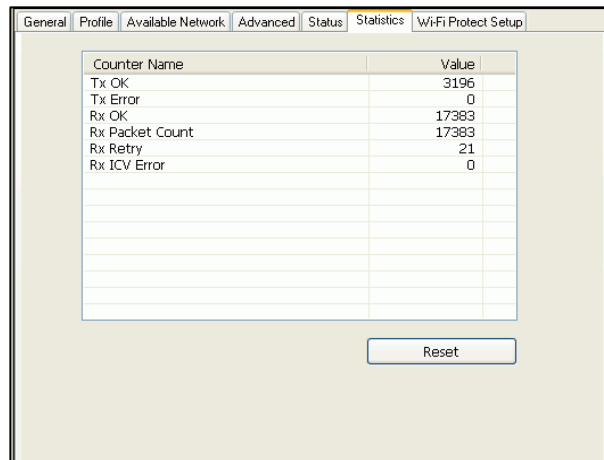 General Profile Available Network Advanced Status Statistics Wi-Fi Protect Setup
Counter Name Value
Tx OK 3196
Tx Error 0
Rx OK 17383
Rx Packet Count 17383
Rx Retry 21
Rx ICV Error 0
Reset